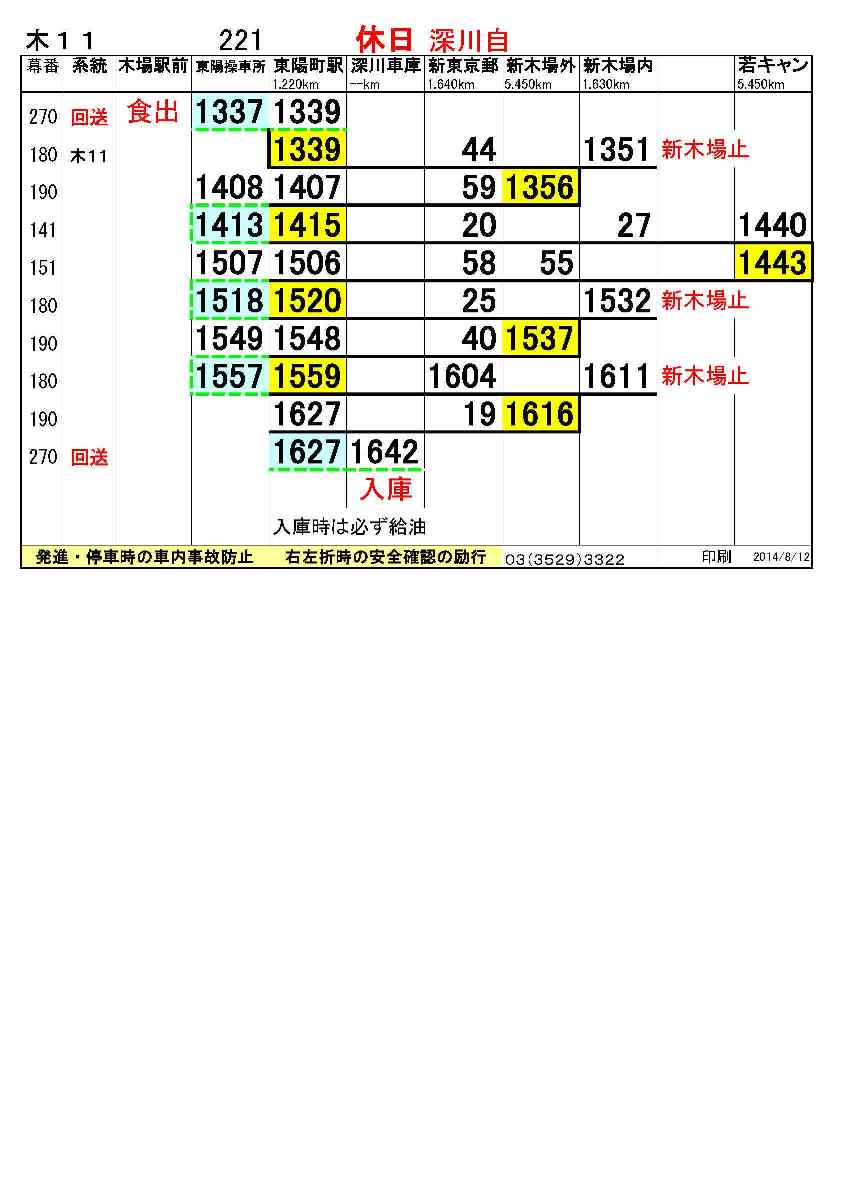 木１１ 221 休日 深川自
幕番 系統 木場駅前 東陽操車所 東陽町駅 深川車庫 新東京郵 新木場外 新木場内 若キャン
1.220km --km 1.640km 5.450km 1.630km 5.450km
270 回送 食出 1337 1339
180 木11 1339 44 1351 新木場止
190 1408 1407 59 1356
141 1413 1415 20 27 1440
151 1507 1506 58 55 1443
180 1518 1520 25 1532 新木場止
190 1549 1548 40 1537
180 1557 1559 1604 1611 新木場止
190 1627 19 1616
270 回送 1627 1642
入庫
入庫時は必ず給油
発進・停車時の車内事故防止 右左折時の安全確認の励行 03(3529)3322 印刷 2014/8/12